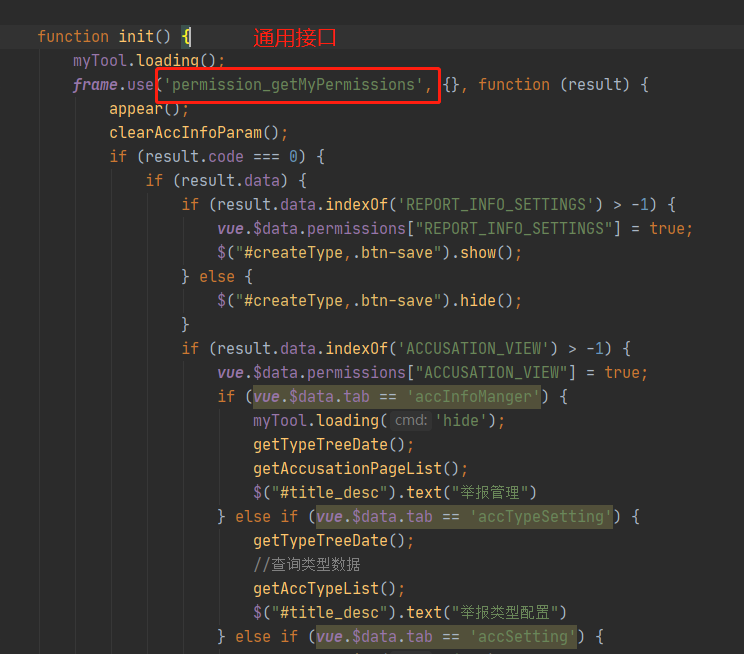 function init() {
通用接口
myTool.loading();
frame.use('permission_getMyPermissions', {}, function (result) {
appear();
clearAccInfoParam();
if (result.code === 0) {
if (result.data) {
if (result.data.indexOf('REPORT_INFO_SETTINGS') > -1) {
vue.$data.permissions["REPORT_INFO_SETTINGS"] = true;
$("#createType,.btn-save").show();
} else {
$("#createType,.btn-save").hide();
}
if (result.data.indexOf('ACCUSATION_VIEW') > -1) {
vue.$data.permissions["ACCUSATION_VIEW"] = true;
if (vue.$data.tab == 'accInfoManger') {
myTool.loading( cmd: 'hide');
getTypeTreeDate();
getAccusationPageList();
$("#title_desc").text("举报管理")
} else if (vue.$data.tab == 'accTypeSetting') {
getTypeTreeDate();
//查询类型数据
getAccTypeList();
$("#title_desc").text("举报类型配置")
} else if (vue.$data.tab == 'accSetting') {